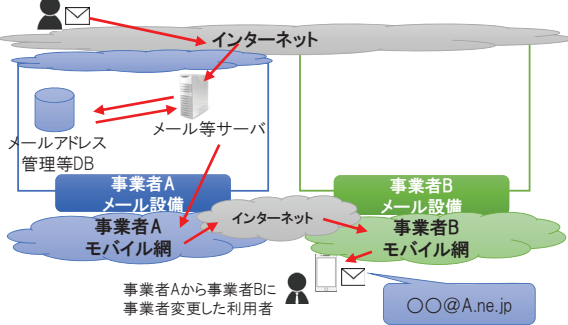 インターネット
メールアドレス
管理等DB
メール等サーバ
事業者A
メール設備
事業者B
メール設備
事業者A
モバイル網
インターネット
事業者B
モバイル網
事業者Aから事業者Bに
事業者変更した利用者
〇〇@A.ne.jp